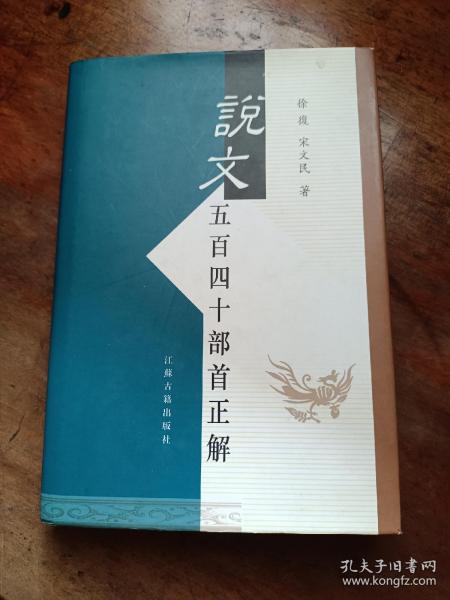 說文
五百四十部首正解
徐復 宋文民 著
江蘇古籍出版社
孔夫子旧书网
www.kongfz.com